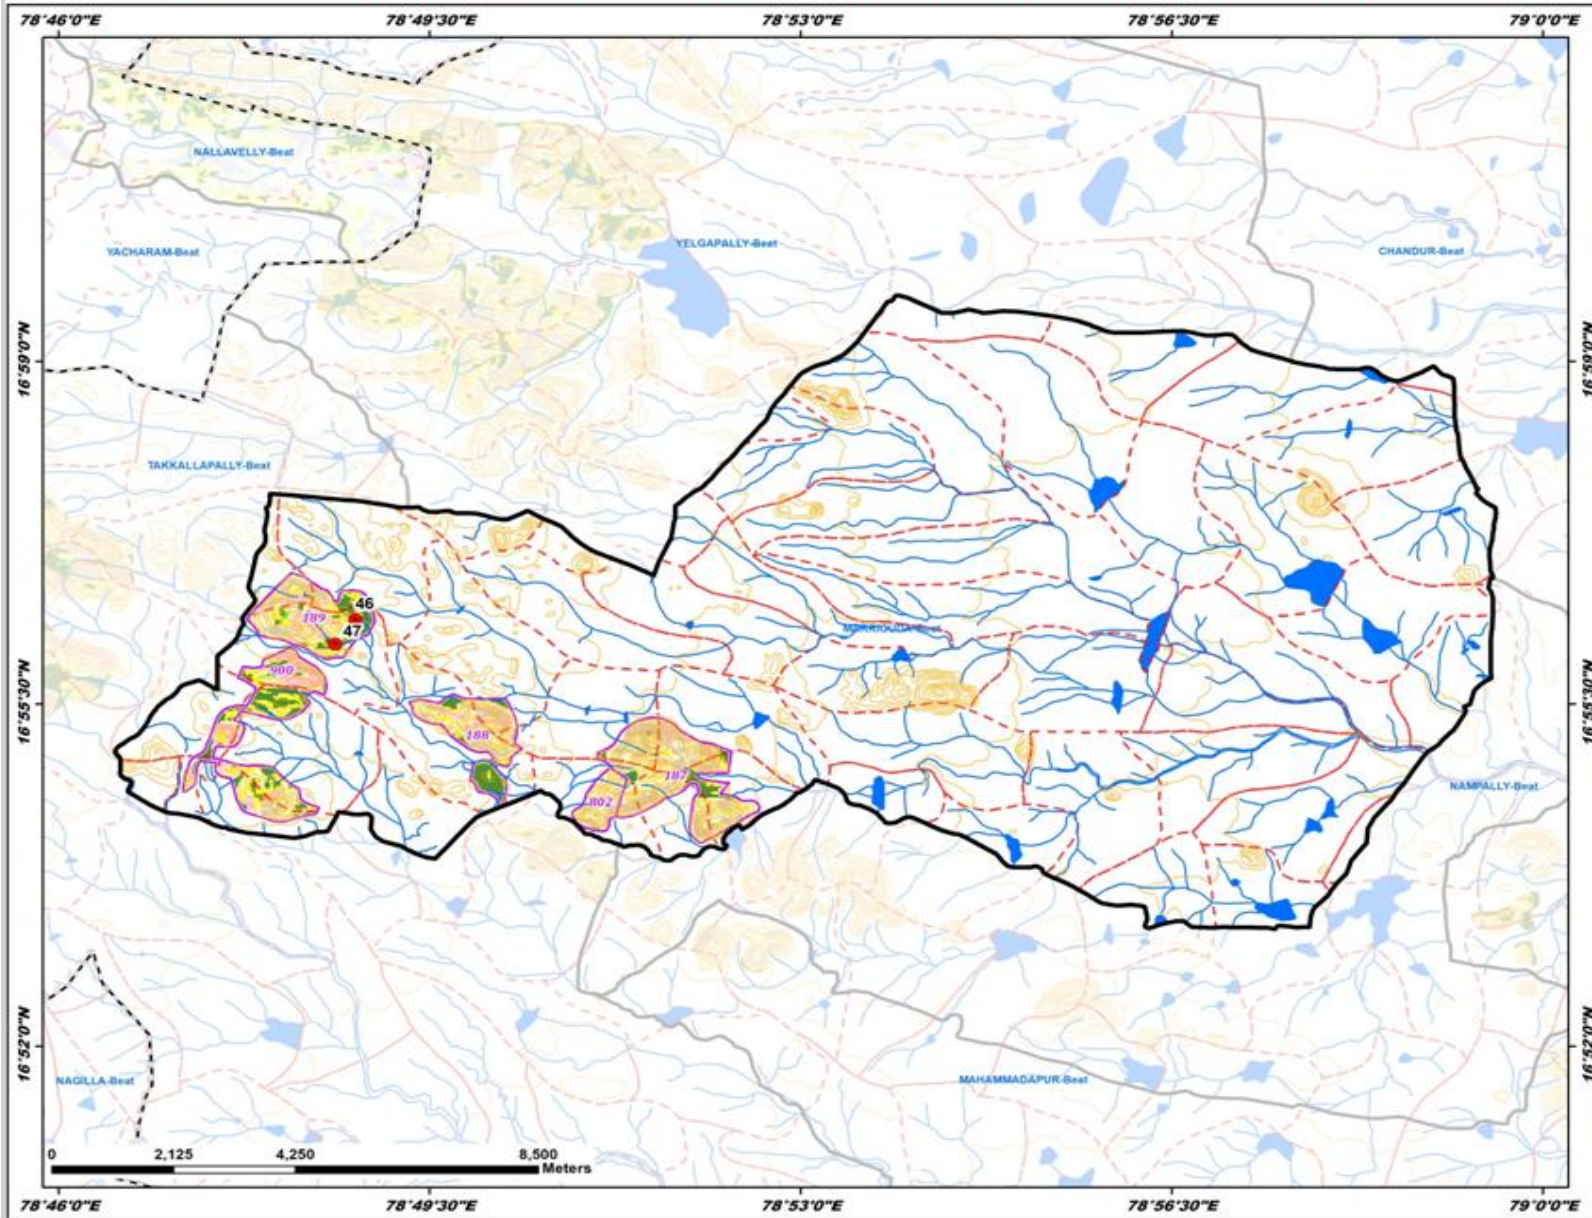 78°46'0"E 78°49'30"E 78°53'0"E 78°56'30"E 79°0'0"E
NALLAVELLY-Beat
YELGAPALLY-Beat
YACHARAM-Beat
CHANDUR-Beat
16°59'0"N
16°59'0"N
TAKKALLAPALLY-Beat
46
189
47
900
16°55'30"N
16°55'30"N
188
187
802
NAMPALLY-Beat
16°52'0"N
16°52'0"N
NAGILLA-Beat
MAHAMMADAPUR-Beat
0 2,125 4,250 8,500
Meters
78°46'0"E 78°49'30"E 78°53'0"E 78°56'30"E 79°0'0"E